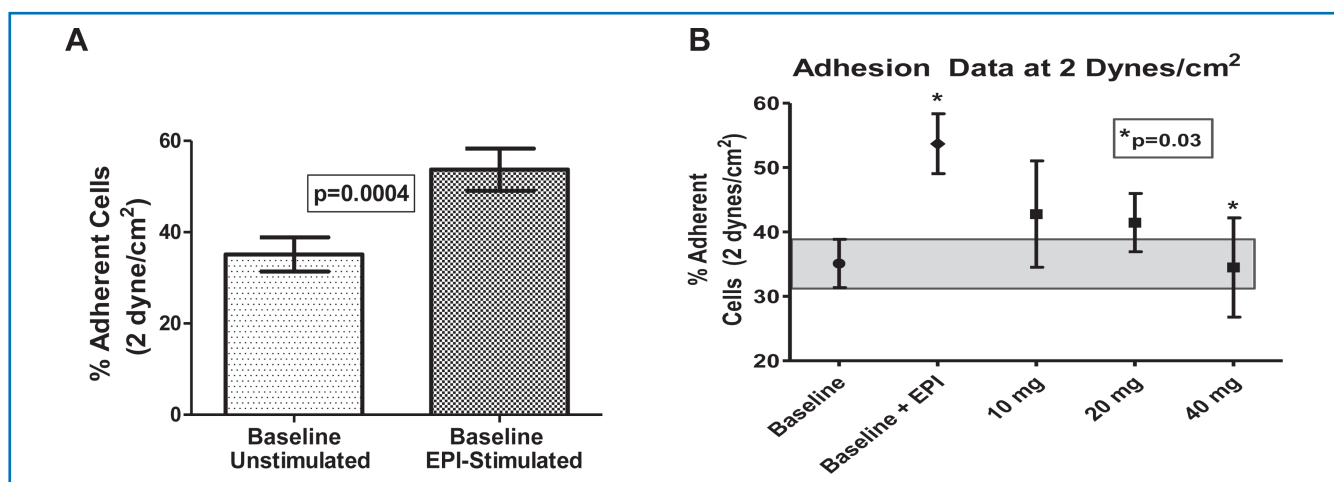 A
% Adherent Cells
(2 dyne/cm²)
60
40
20
0
p=0.0004
Baseline
Unstimulated
Baseline
EPI-Stimulated
B
Adhesion Data at 2 Dynes/cm²
% Adherent
Cells (2 dynes/cm²)
60
50
40
30
20
*
*p=0.03
*
Baseline
Baseline + EPI
10 mg
20 mg
40 mg